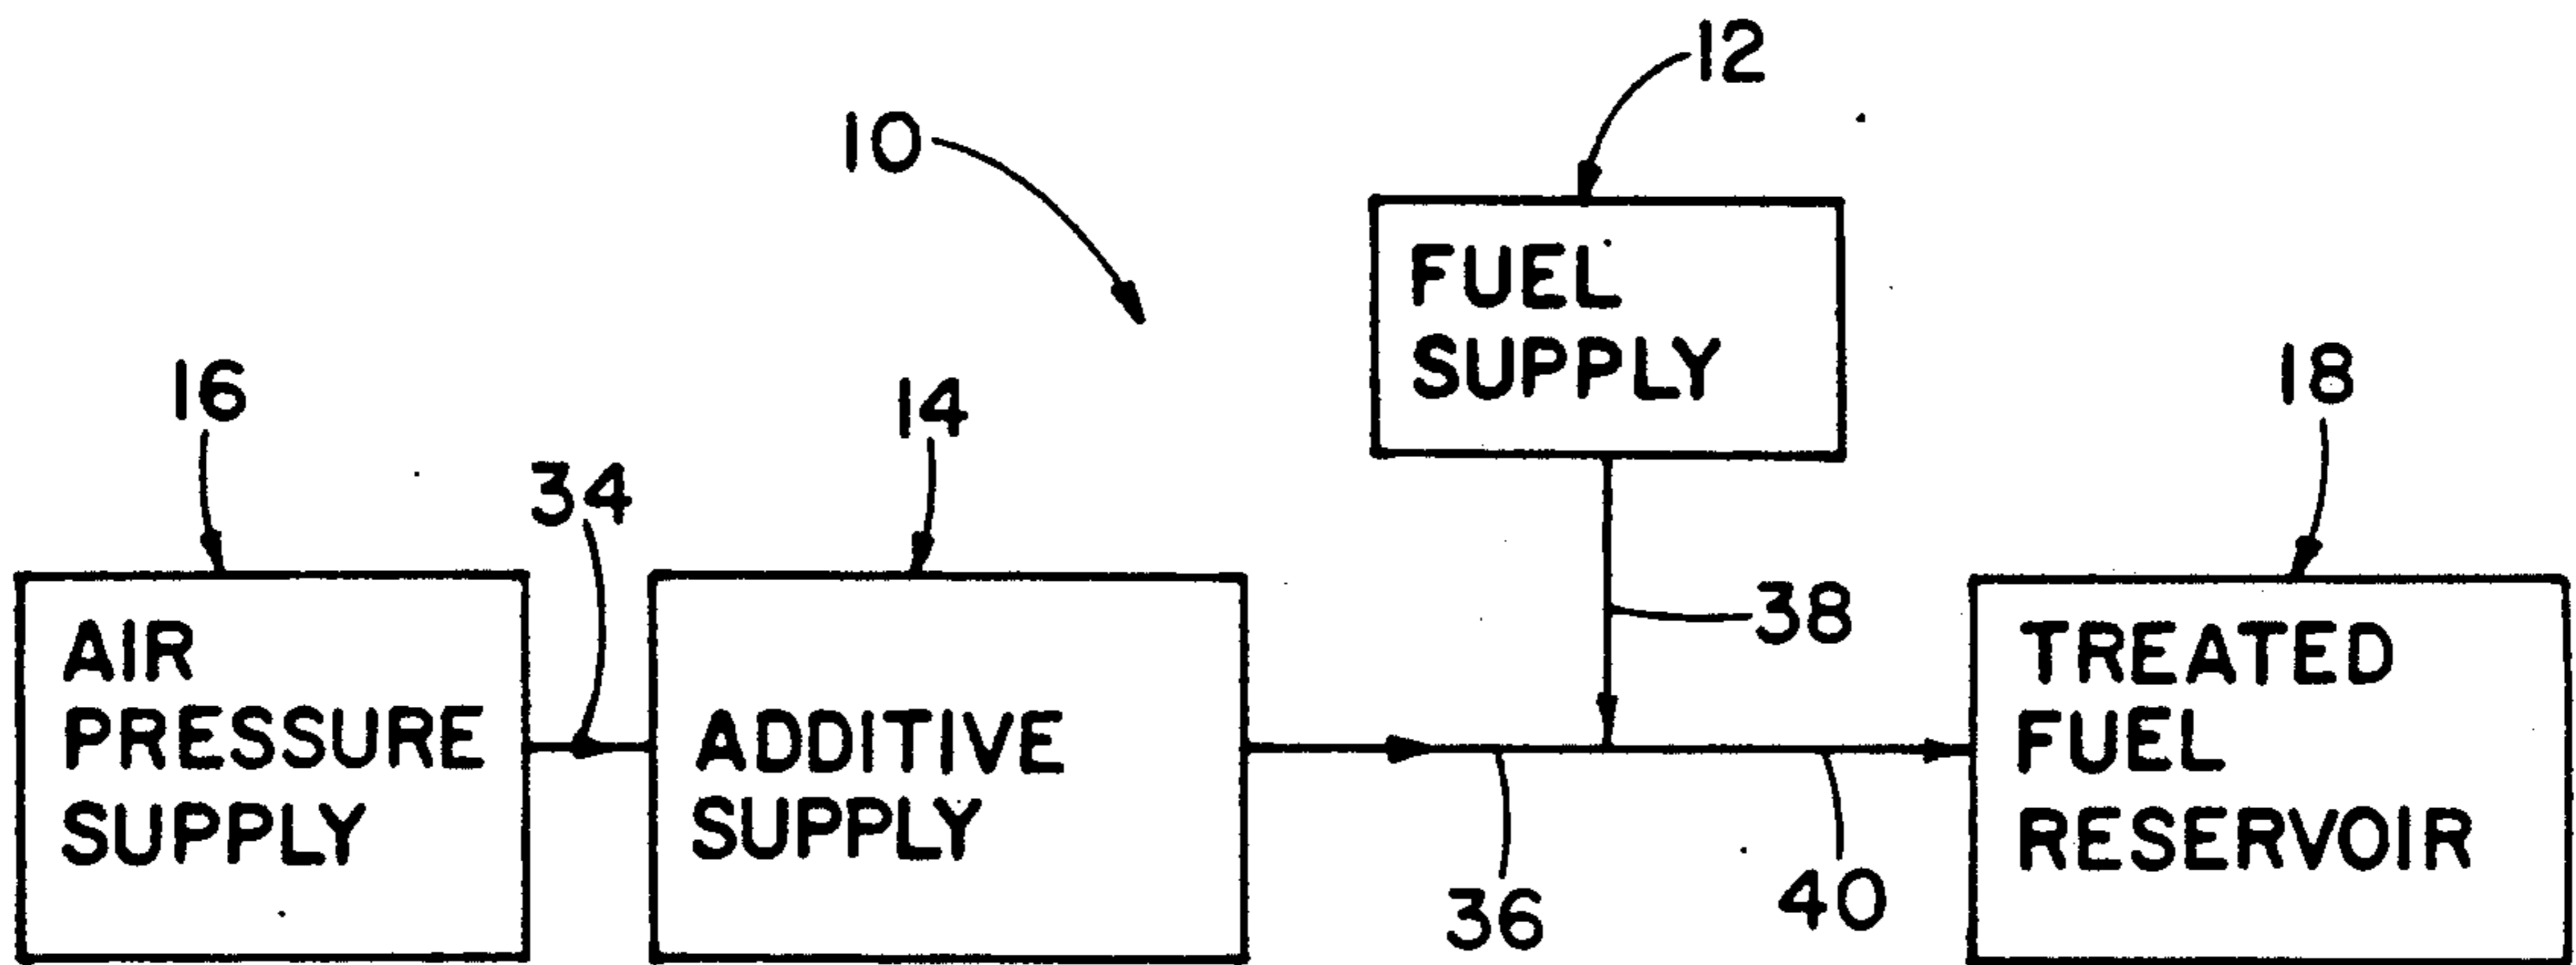 12
10
FUEL
SUPPLY
16
14
18
34
38
AIR
PRESSURE
SUPPLY
ADDITIVE
SUPPLY
TREATED
FUEL
RESERVOIR
36
40